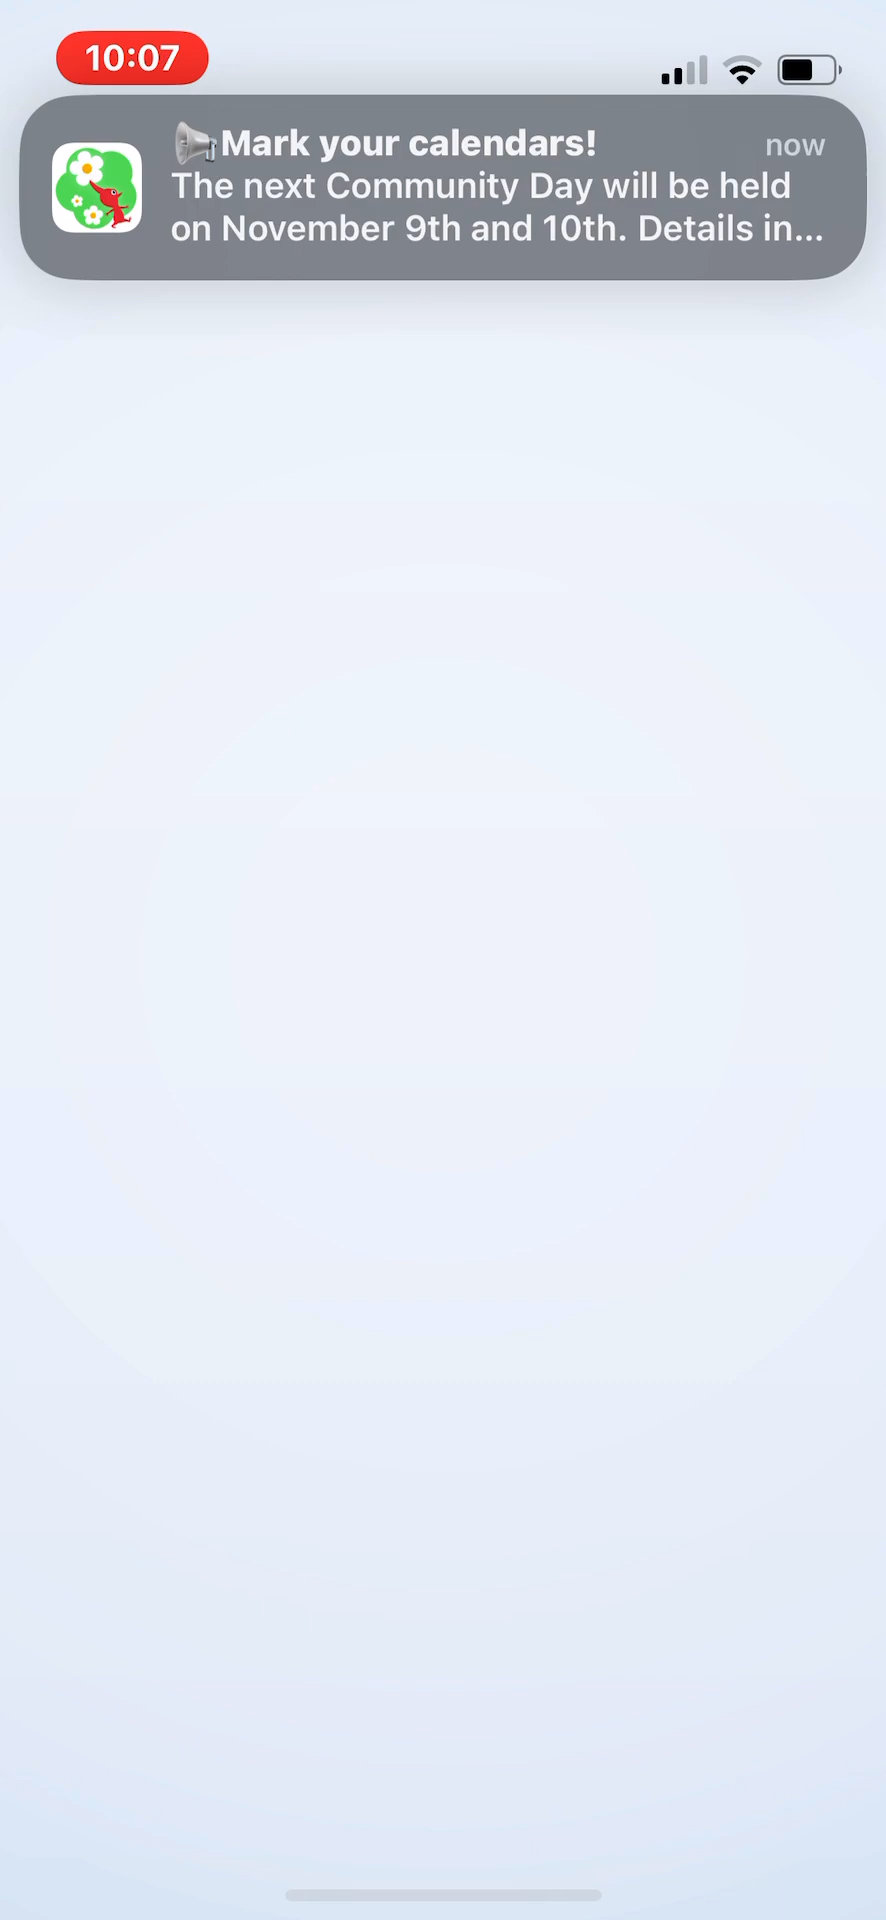 10:07
📢Mark your calendars!
now
The next Community Day will be held
on November 9th and 10th. Details in...